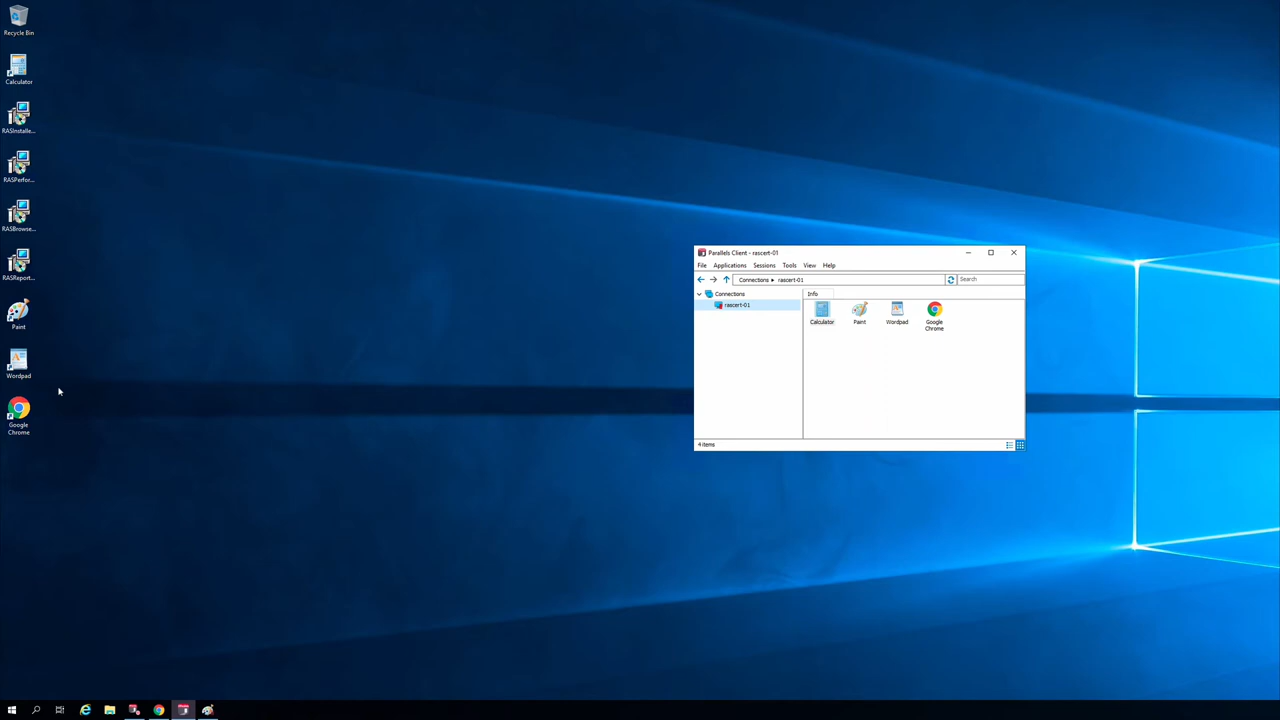 Recycle Bin
Calculator
RASInstalle...
RASPerfor...
RASBrowse...
RASReport...
Paint
Wordpad
Google
Chrome
Parallels Client - rascert-01
File Applications Sessions Tools View Help
Connections rascert-01 Search
Connections
rascert-01
Info
Calculator
Paint
Wordpad
Google
Chrome
4 items